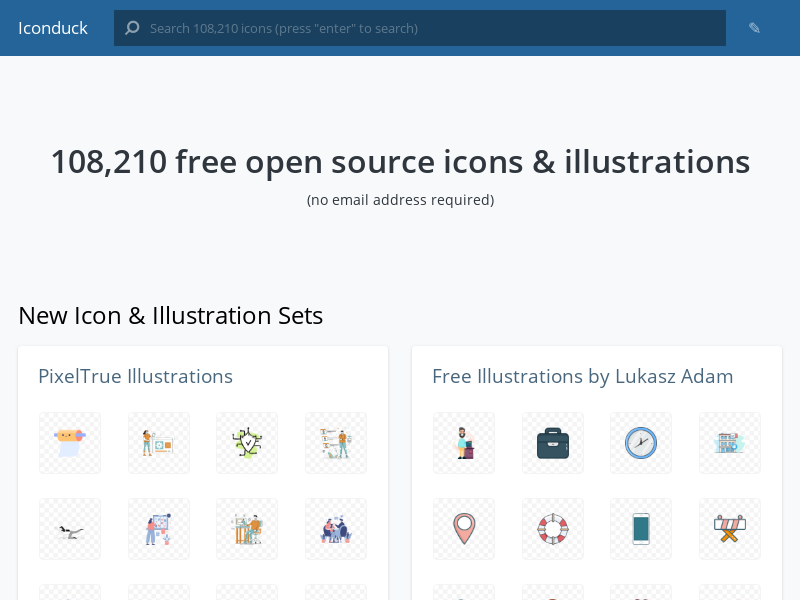 Iconduck
Search 108,210 icons (press "enter" to search)
108,210 free open source icons & illustrations
(no email address required)
New Icon & Illustration Sets
PixelTrue Illustrations
Free Illustrations by Lukasz Adam